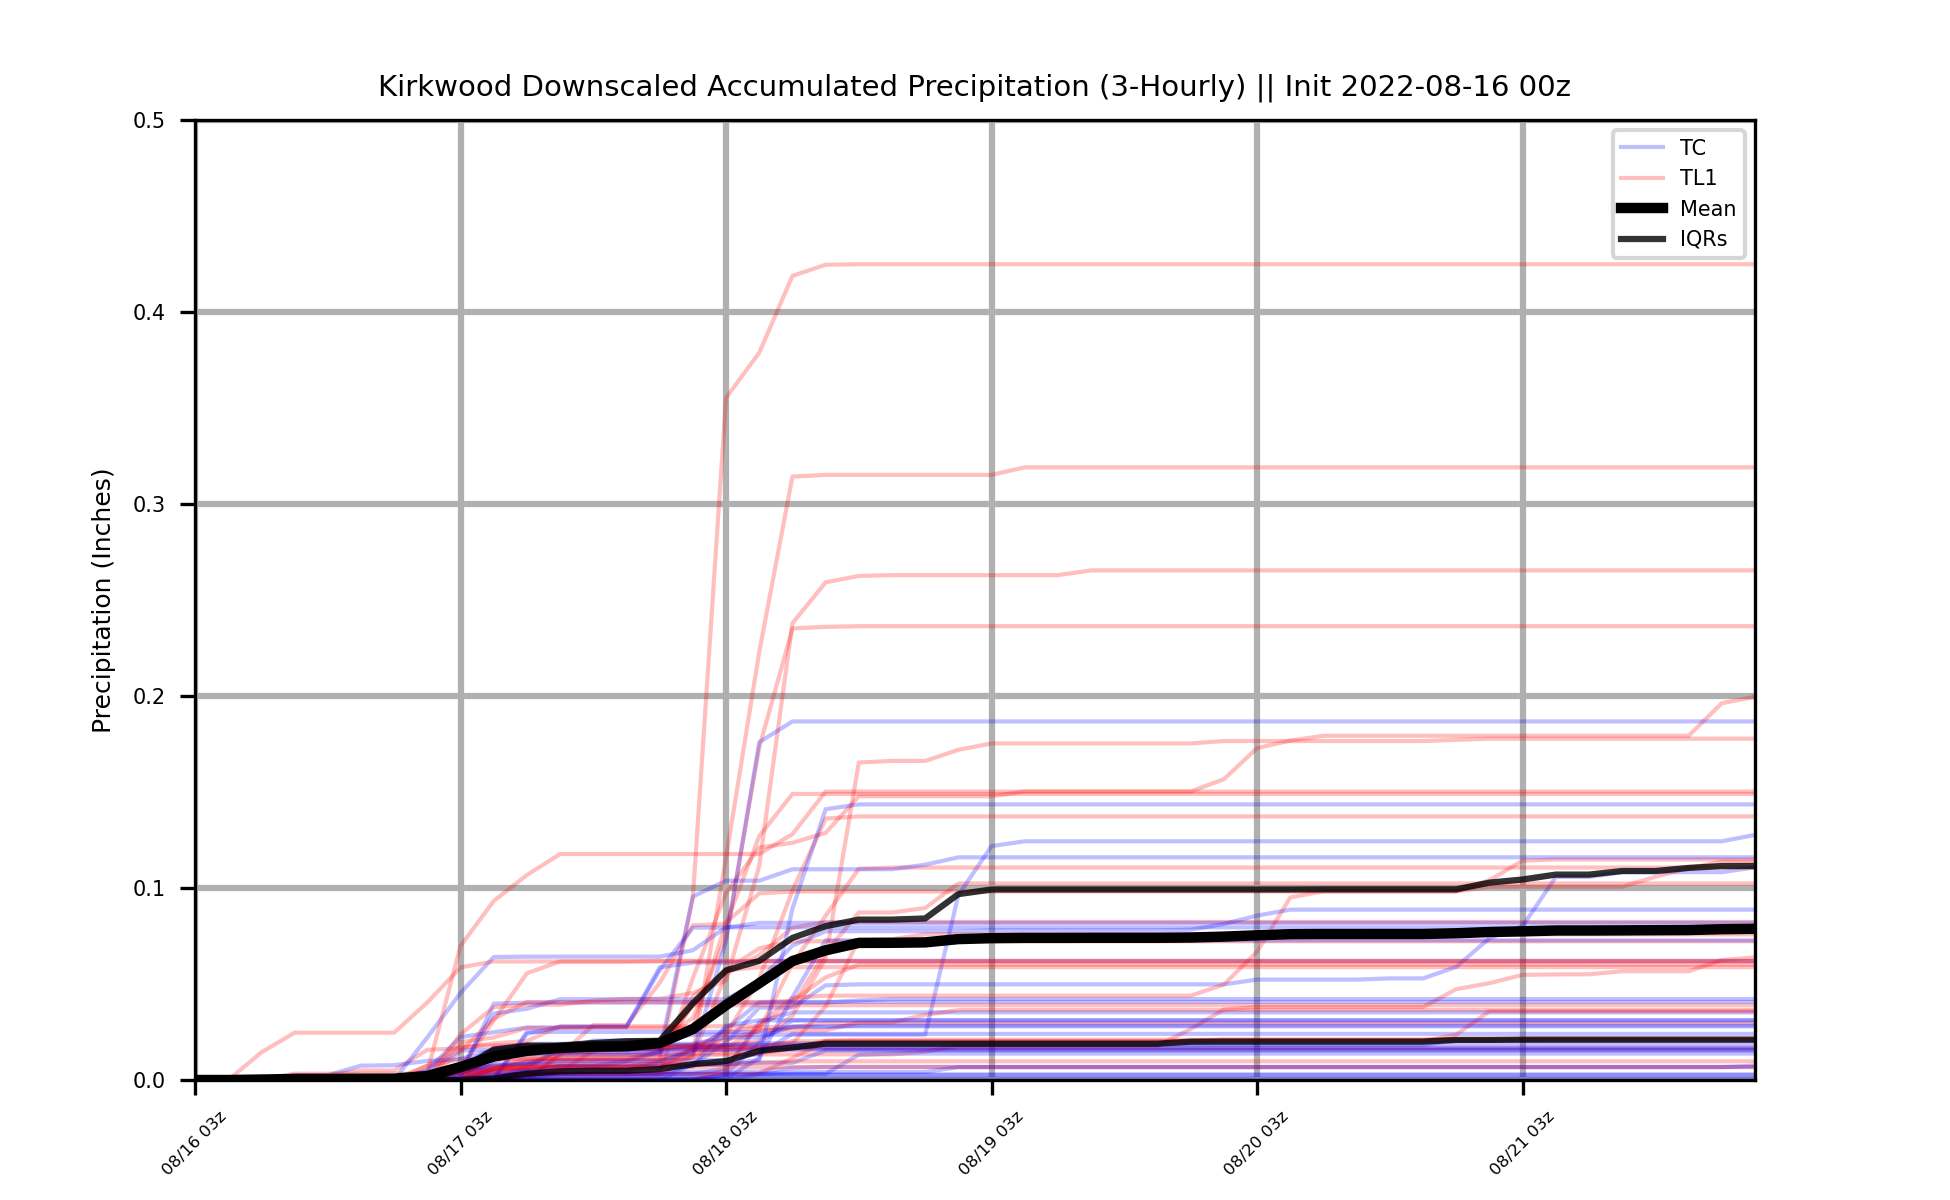 Kirkwood Downscaled Accumulated Precipitation (3-Hourly) || Init 2022-08-16 00z
0.5
0.4
0.3
0.2
0.1
0.0
Precipitation (Inches)
TC
TL1
Mean
IQRs
08/16 03z
08/17 03z
08/18 03z
08/19 03z
08/20 03z
08/21 03z